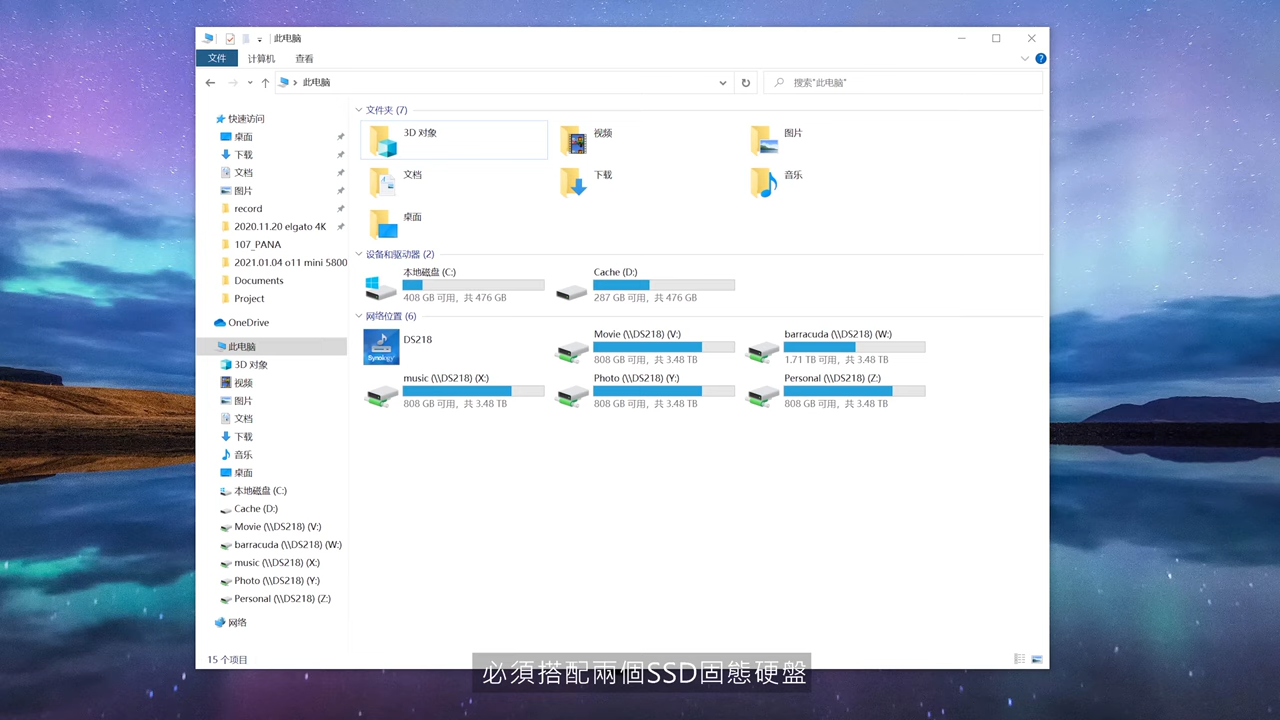 此电脑
文件 计算机 查看
此电脑
搜索"此电脑"
快速访问
桌面
下载
文档
图片
record
2020.11.20 elgato 4K
107_PANA
2021.01.04 o11 mini 5800
Documents
Project
OneDrive
此电脑
3D 对象
视频
图片
文档
下载
音乐
桌面
本地磁盘 (C:)
Cache (D:)
Movie (\\DS218) (V:)
barracuda (\\DS218) (W:)
music (\\DS218) (X:)
Photo (\\DS218) (Y:)
Personal (\\DS218) (Z:)
网络
文件夹 (7)
3D 对象 视频 图片
文档 下载 音乐
桌面
设备和驱动器 (2)
本地磁盘 (C:) Cache (D:)
408 GB 可用，共 476 GB 287 GB 可用，共 476 GB
网络位置 (6)
DS218
Synology
Movie (\\DS218) (V:) barracuda (\\DS218) (W:)
808 GB 可用，共 3.48 TB 1.71 TB 可用，共 3.48 TB
music (\\DS218) (X:) Photo (\\DS218) (Y:) Personal (\\DS218) (Z:)
808 GB 可用，共 3.48 TB 808 GB 可用，共 3.48 TB 808 GB 可用，共 3.48 TB
15 个项目
必須搭配兩個SSD固態硬盤